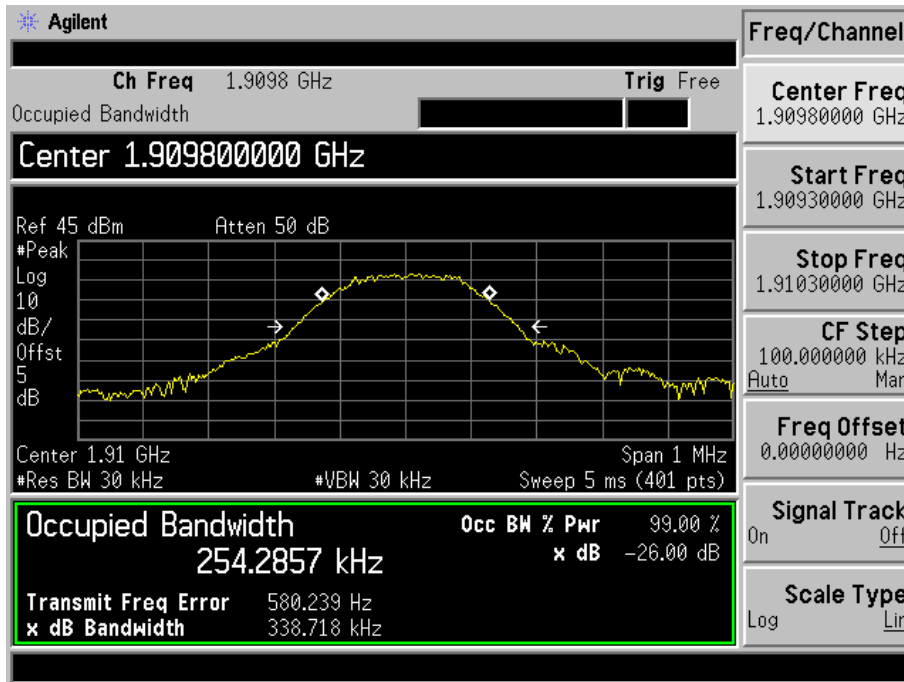 Agilent
Freq/Channel
Ch Freq 1.9098 GHz Trig Free
Occupied Bandwidth
Center 1.909800000 GHz
Ref 45 dBm Atten 50 dB
#Peak
Log
10
dB/
Offst
5
dB
Center 1.91 GHz Span 1 MHz
#Res BW 30 kHz #VBW 30 kHz Sweep 5 ms (401 pts)
Occupied Bandwidth
254.2857 kHz
Occ BW % Pwr 99.00 %
x dB -26.00 dB
Transmit Freq Error 580.239 Hz
x dB Bandwidth 338.718 kHz
Center Freq
1.90980000 GHz
Start Freq
1.90930000 GHz
Stop Freq
1.91030000 GHz
CF Step
100.000000 kHz
Auto Man
Freq Offset
0.00000000 Hz
Signal Track
On Off
Scale Type
Log Lin